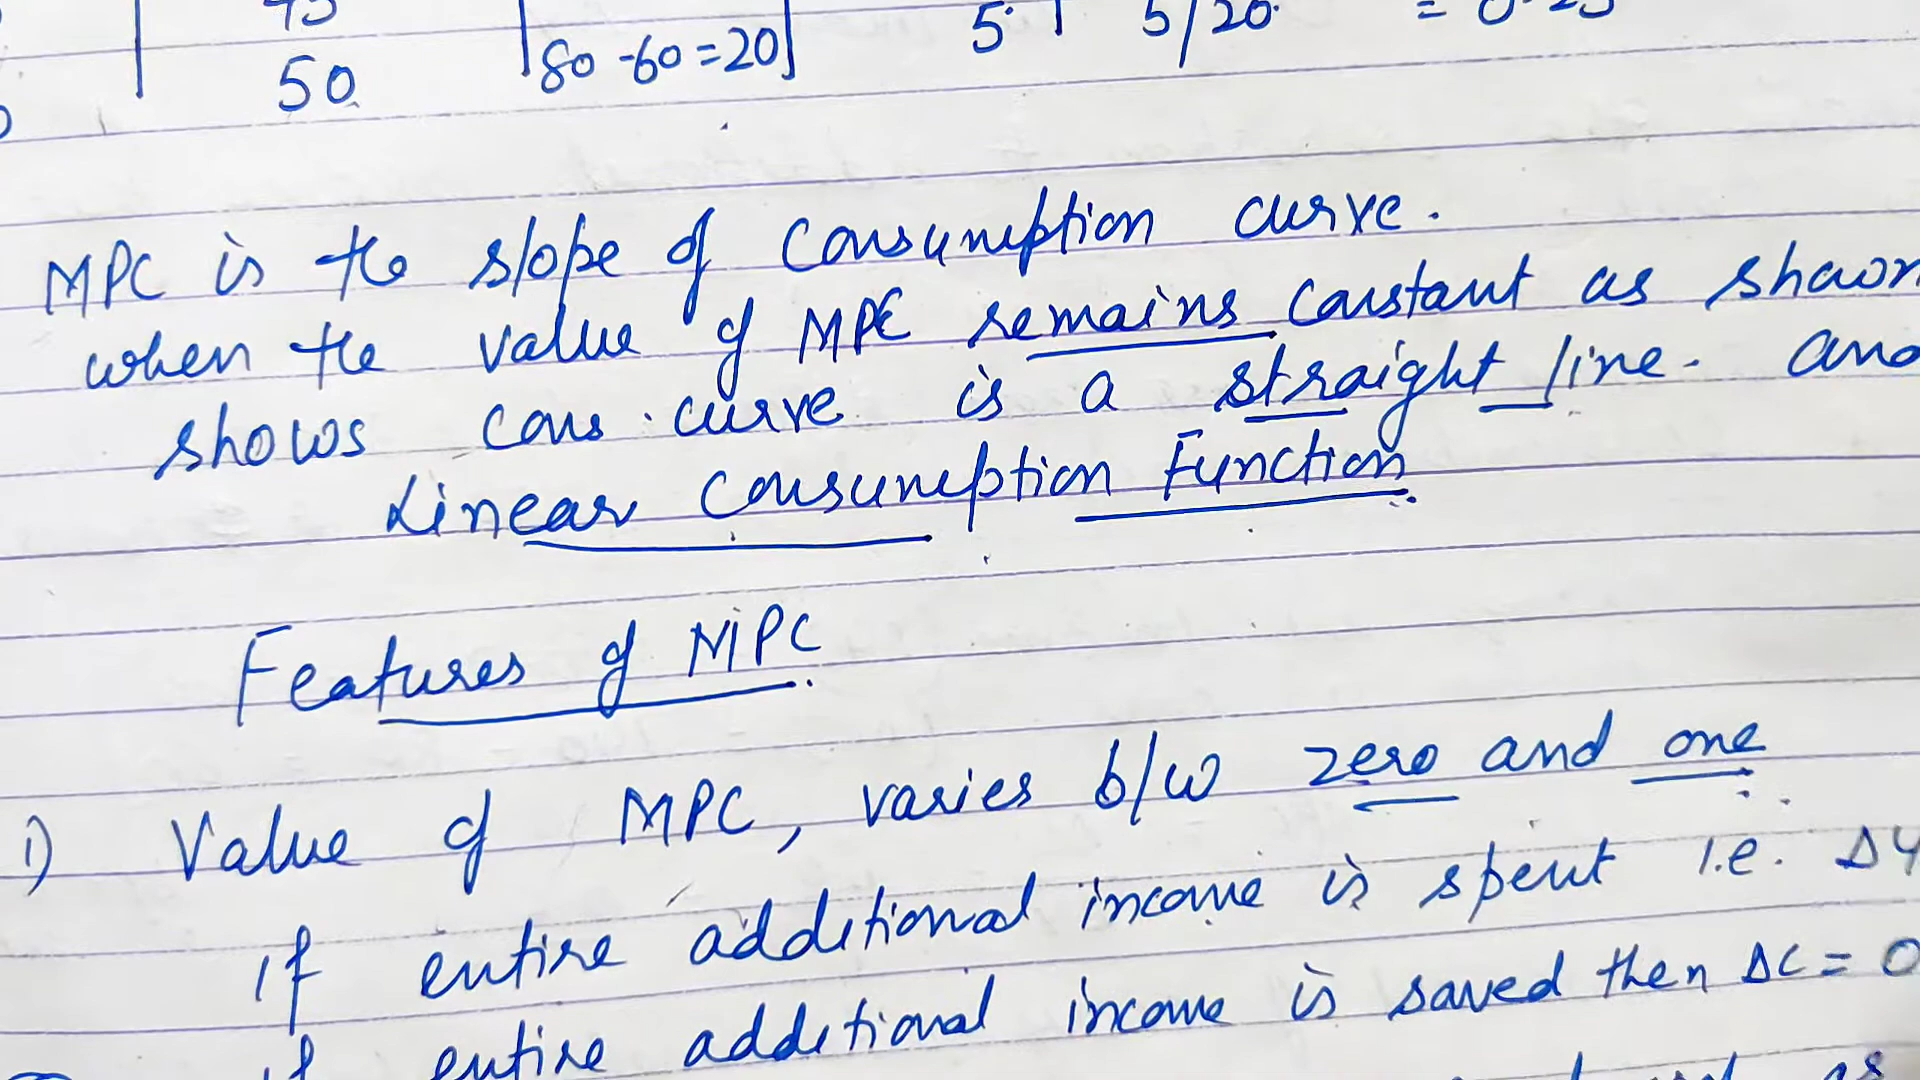 50 80-60=20 5 5/20 =
MPC is the slope of consumption curve.
when the value of MPC remains constant as shown
shows cons. curve is a straight line. and
Linear Consumption Function.
Features of MPC.
1) Value of MPC, varies b/w zero and one
if entire additional income is spent i.e. ΔY
if entire additional income is saved then ΔC = 0
as